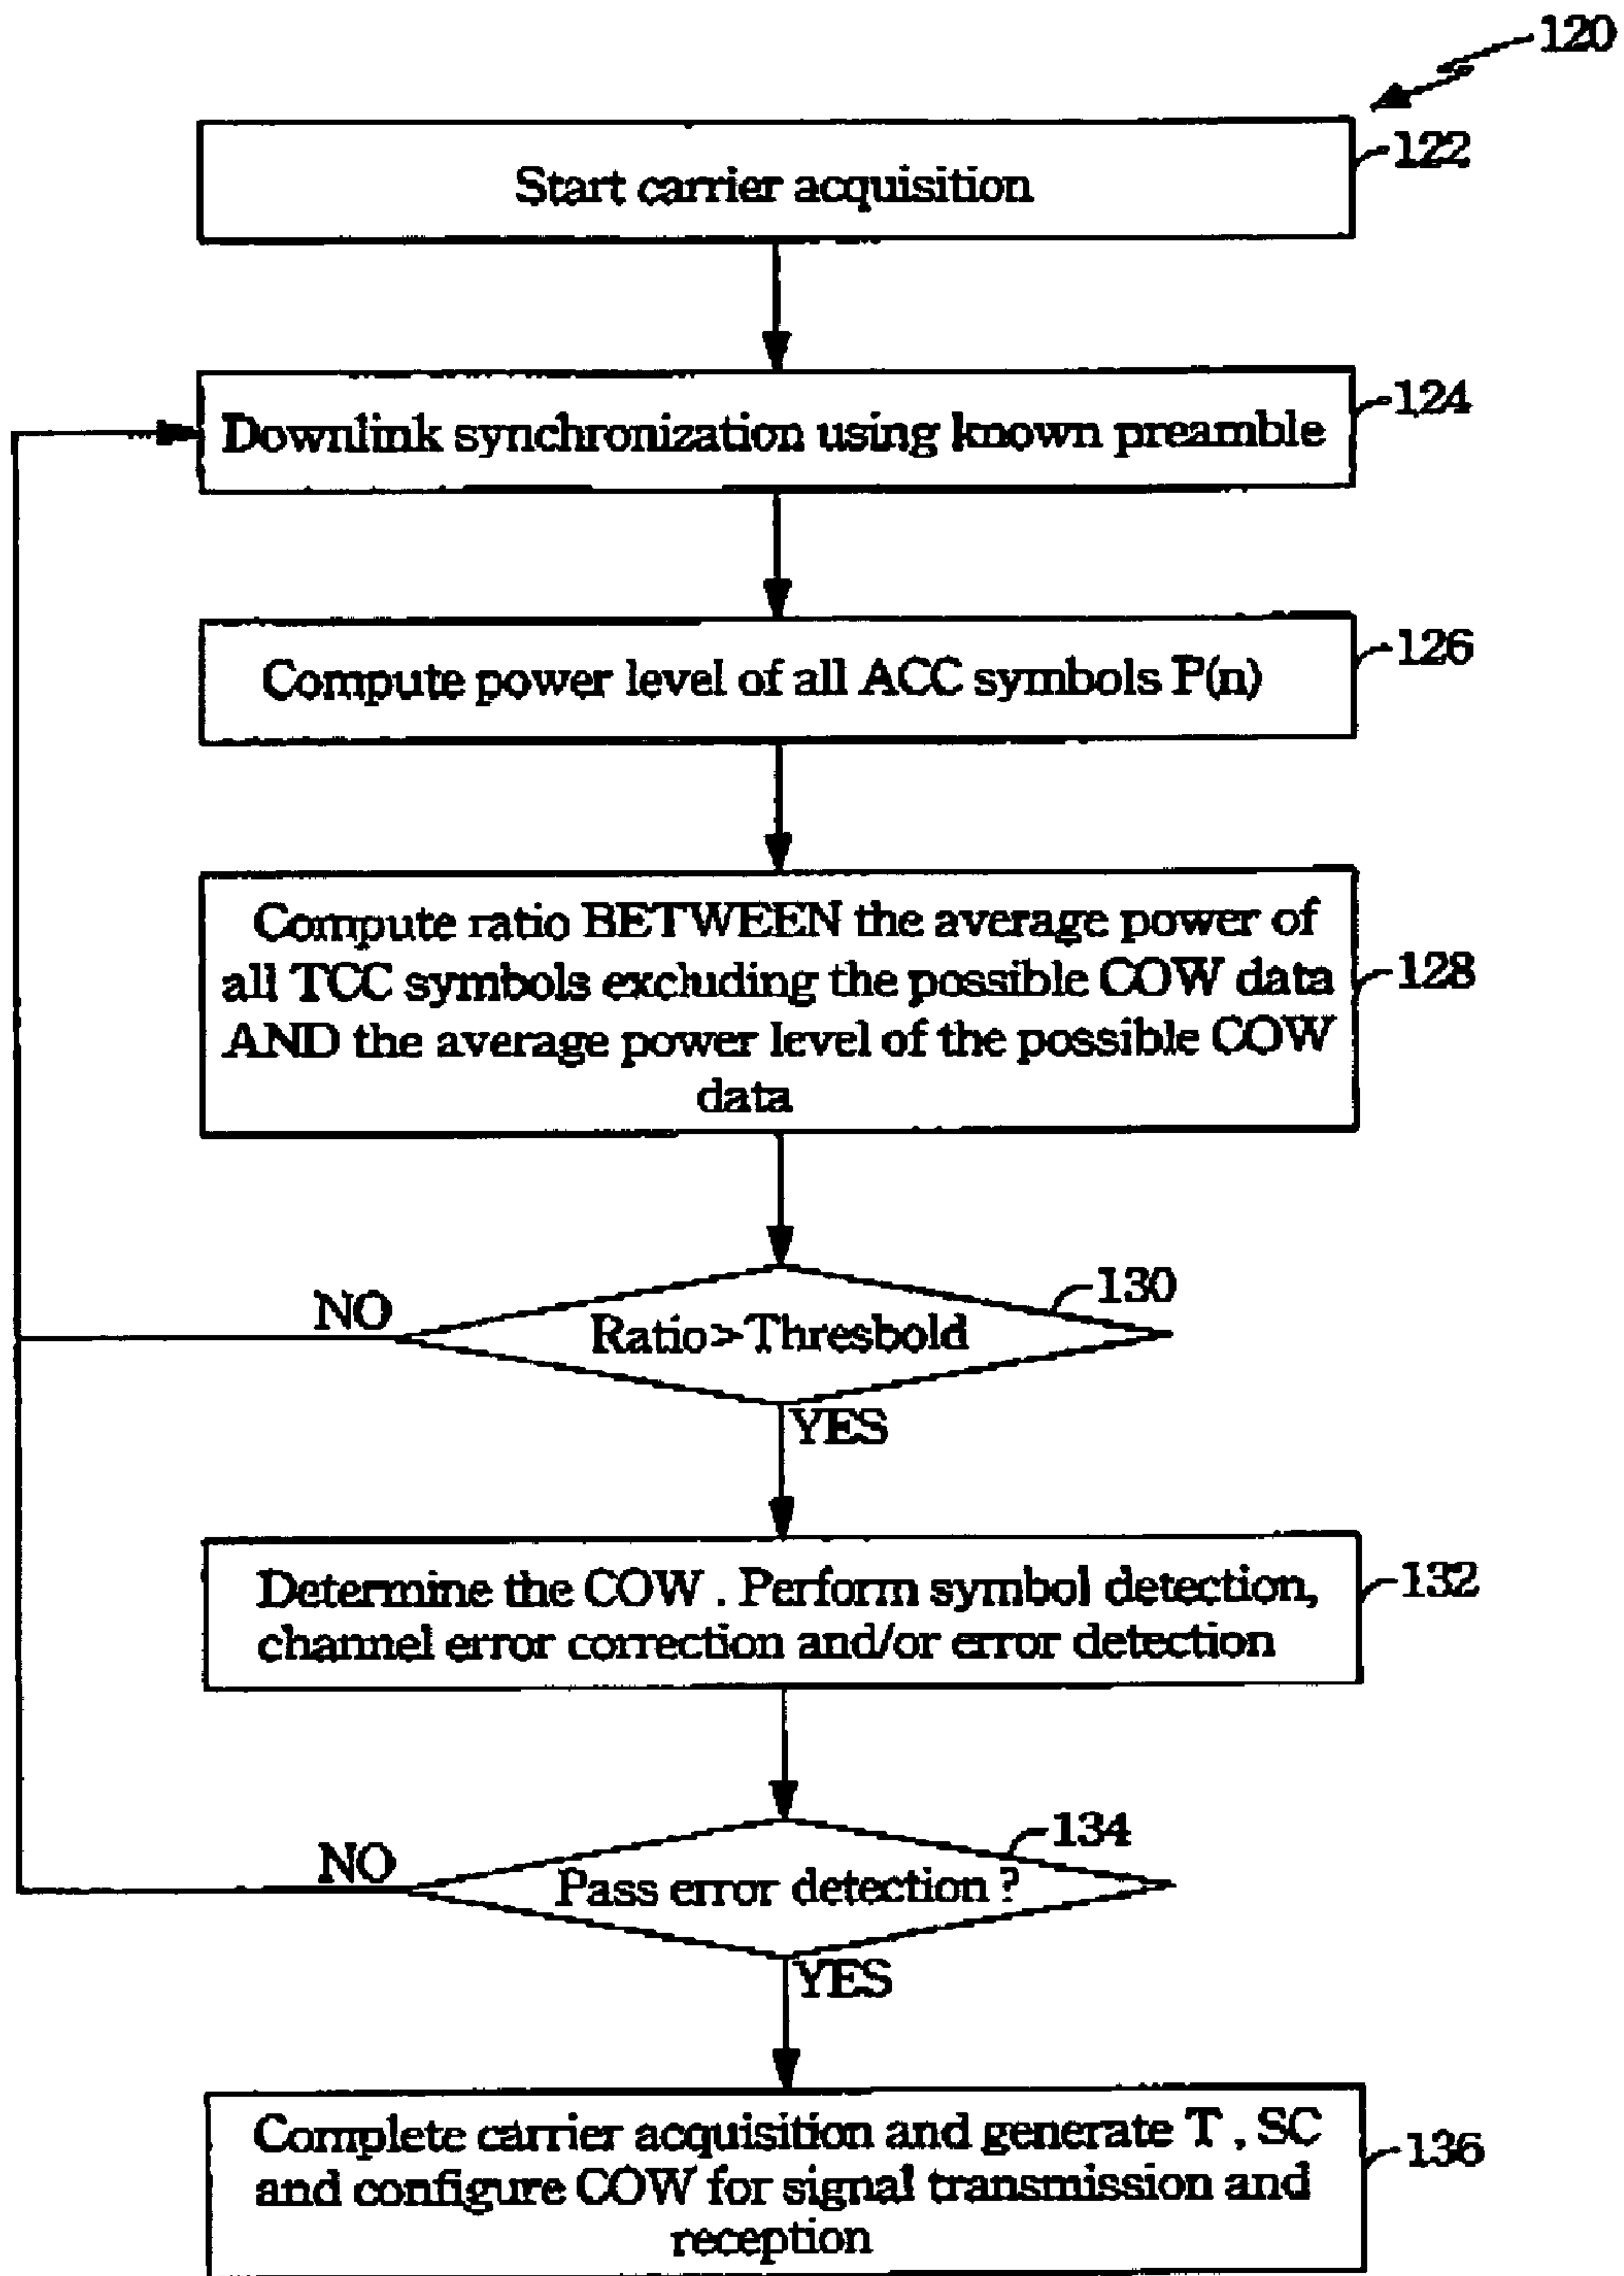 120
Start carrier acquisition
122
Downlink synchronization using known preamble
124
Compute power level of all ACC symbols P(n)
126
Compute ratio BETWEEN the average power of
all TCC symbols excluding the possible COW data
AND the average power level of the possible COW
data
128
Ratio>Threshold
130
NO
YES
Determine the COW . Perform symbol detection,
channel error correction and/or error detection
132
Pass error detection ?
134
NO
YES
Complete carrier acquisition and generate T , SC
and configure COW for signal transmission and
reception
136